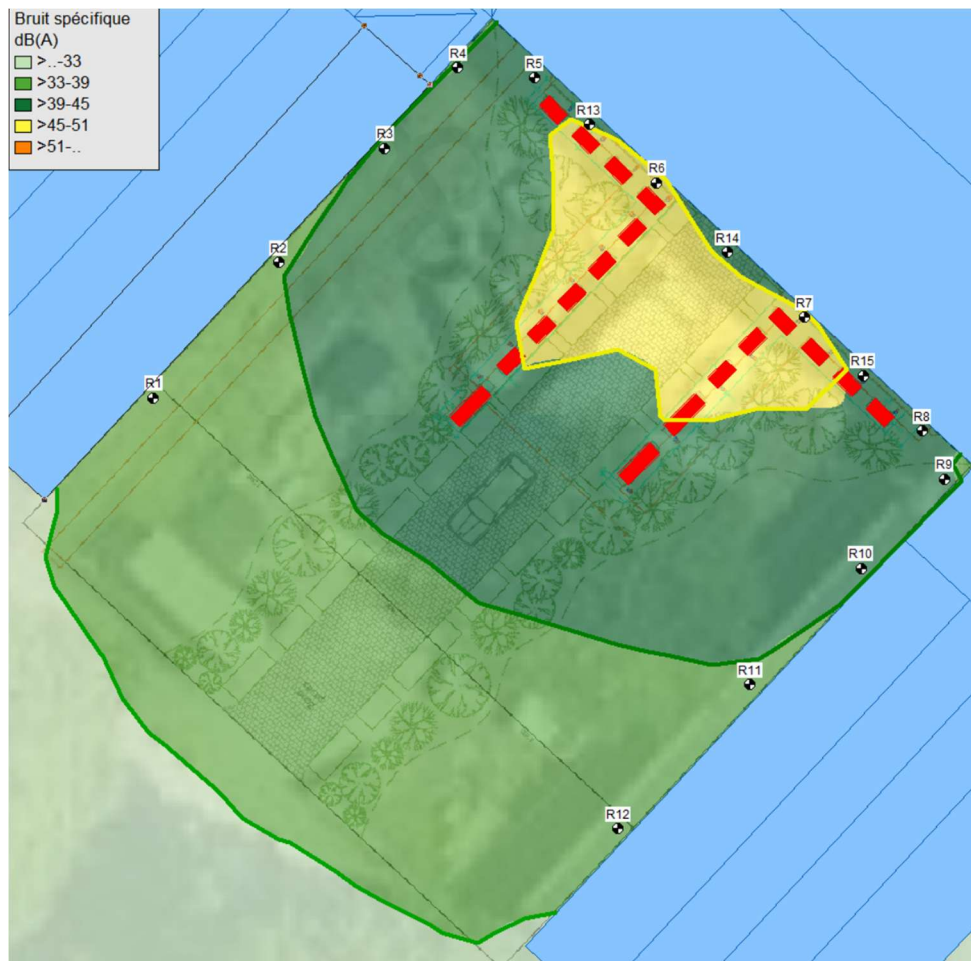 Bruit spécifique
dB(A)
>..-33
>33-39
>39-45
>45-51
>51-..
R4
R5
R13
R3
R6
R14
R2
R7
R15
R1
R8
R9
R10
R11
R12